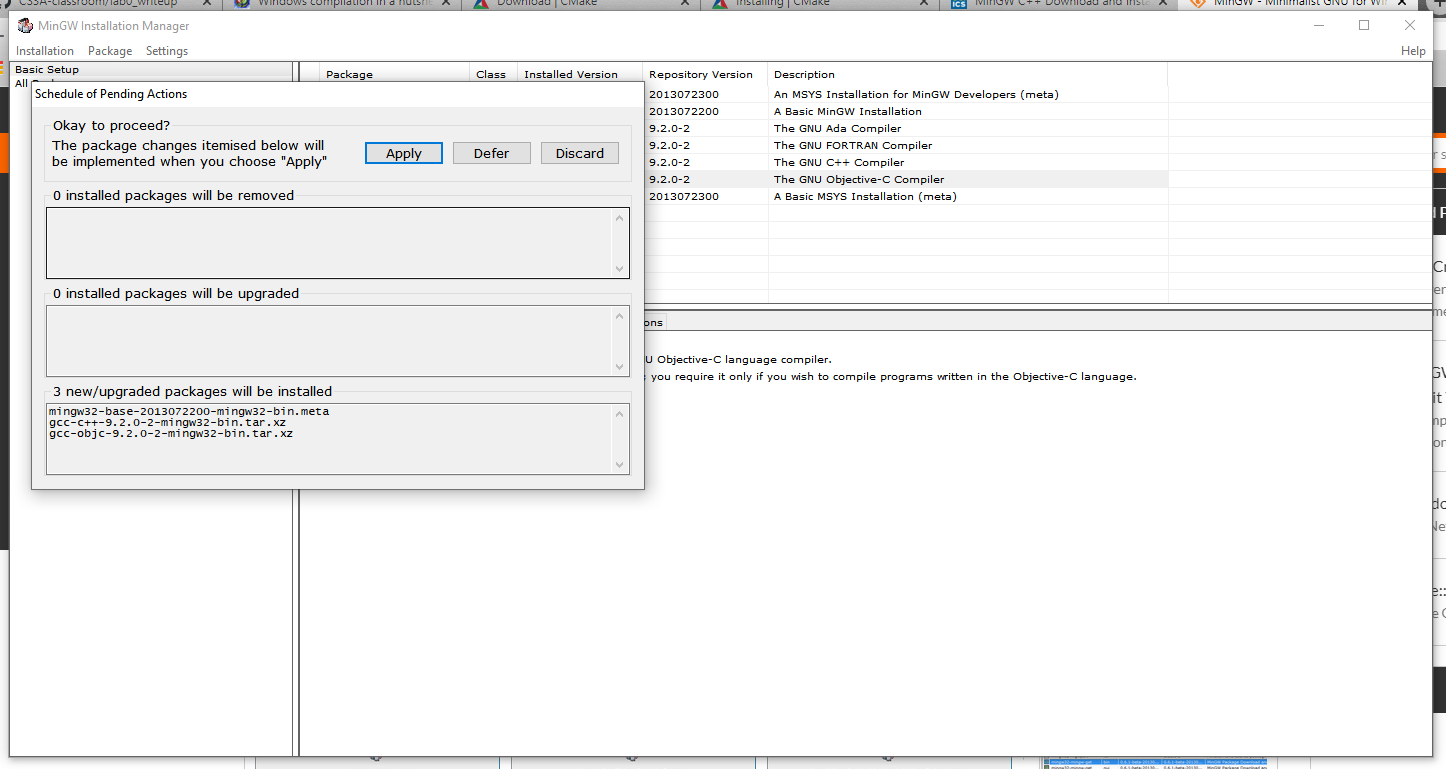 CSSA-classroom/lab0_writeup
Windows compilation in a nutshe
Download | CMake
Installing | CMake
ICS
MinGW C++ Download and Insta
MinGW - Minimalist GNU for Wi
MinGW Installation Manager
Installation Package Settings Help
Basic Setup
All
Package Class Installed Version Repository Version Description
2013072300 An MSYS Installation for MinGW Developers (meta)
2013072200 A Basic MinGW Installation
9.2.0-2 The GNU Ada Compiler
9.2.0-2 The GNU FORTRAN Compiler
9.2.0-2 The GNU C++ Compiler
9.2.0-2 The GNU Objective-C Compiler
2013072300 A Basic MSYS Installation (meta)
Schedule of Pending Actions
Okay to proceed?
The package changes itemised below will
be implemented when you choose "Apply"
Apply Defer Discard
0 installed packages will be removed
0 installed packages will be upgraded
3 new/upgraded packages will be installed
mingw32-base-2013072200-mingw32-bin.meta
gcc-c++-9.2.0-2-mingw32-bin.tar.xz
gcc-objc-9.2.0-2-mingw32-bin.tar.xz
ons
U Objective-C language compiler.
: you require it only if you wish to compile programs written in the Objective-C language.